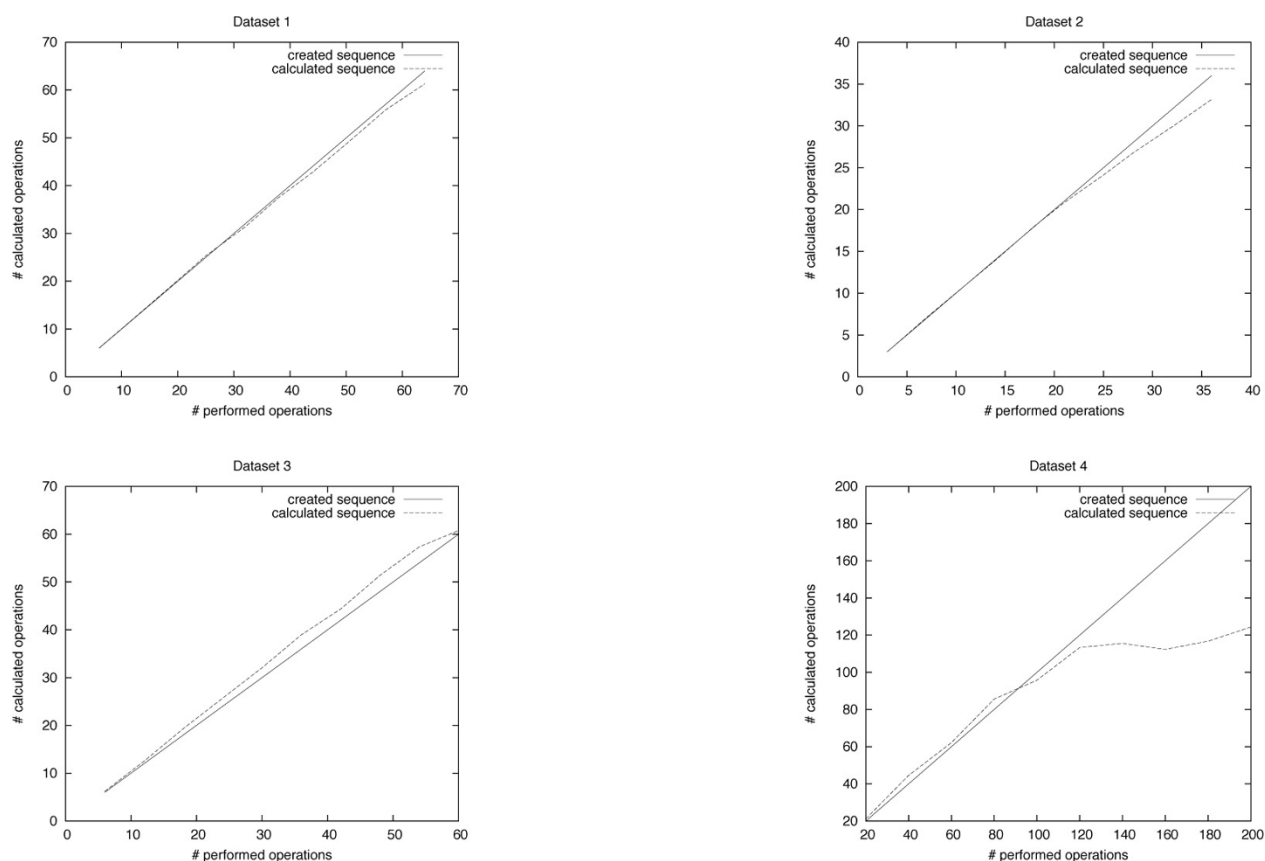 Dataset 1
70
60
50
40
30
20
10
0
# calculated operations
created sequence
calculated sequence
0 10 20 30 40 50 60 70
# performed operations
Dataset 2
40
35
30
25
20
15
10
5
0
# calculated operations
created sequence
calculated sequence
0 5 10 15 20 25 30 35 40
# performed operations
Dataset 3
70
60
50
40
30
20
10
0
# calculated operations
created sequence
calculated sequence
0 10 20 30 40 50 60
# performed operations
Dataset 4
200
180
160
140
120
100
80
60
40
20
# calculated operations
created sequence
calculated sequence
20 40 60 80 100 120 140 160 180 200
# performed operations